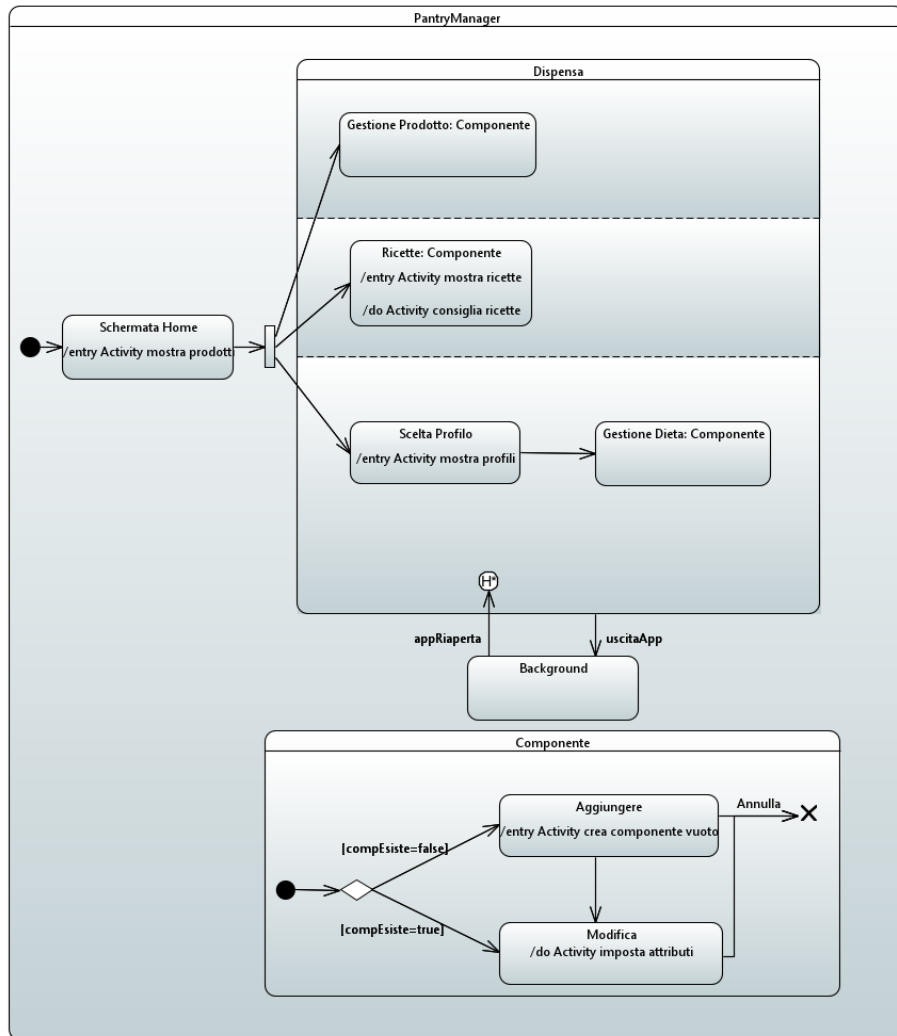 PantryManager
Dispensa
Gestione Prodotto: Componente
Ricette: Componente
/entry Activity mostra ricette
/do Activity consiglia ricette
Schermata Home
/entry Activity mostra prodotti
Scelta Profilo
/entry Activity mostra profili
Gestione Dieta: Componente
H*
appRiaperta
uscitaApp
Background
Componente
Aggiungere
/entry Activity crea componente vuoto
Annulla
[compEsiste=false]
[compEsiste=true]
Modifica
/do Activity imposta attributi